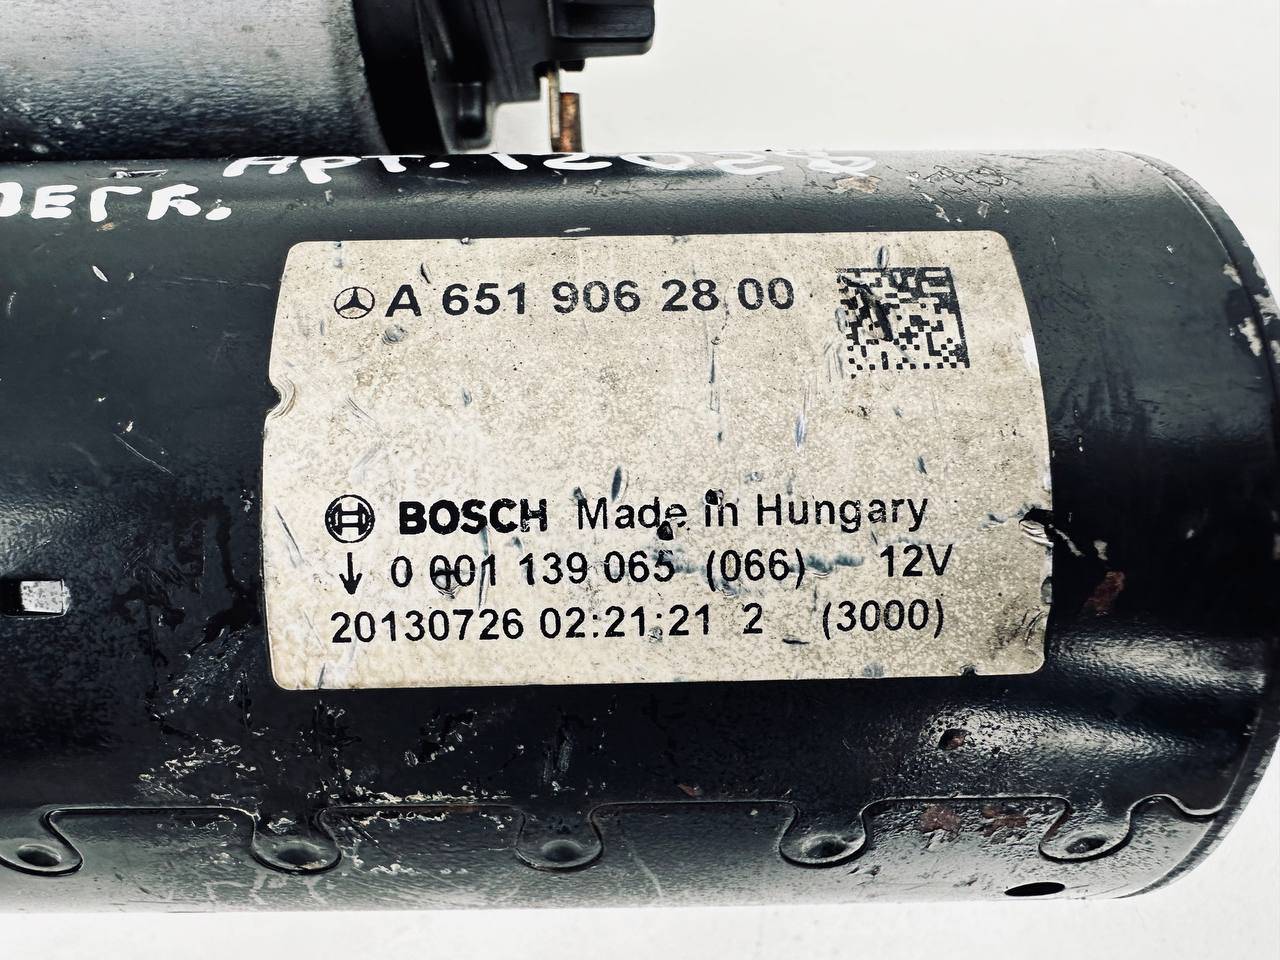 Арт. 12028
легк.
A 651 906 28 00
BOSCH Made in Hungary
↓ 0 001 139 065 (066) 12V
20130726 02:21:21 2 (3000)